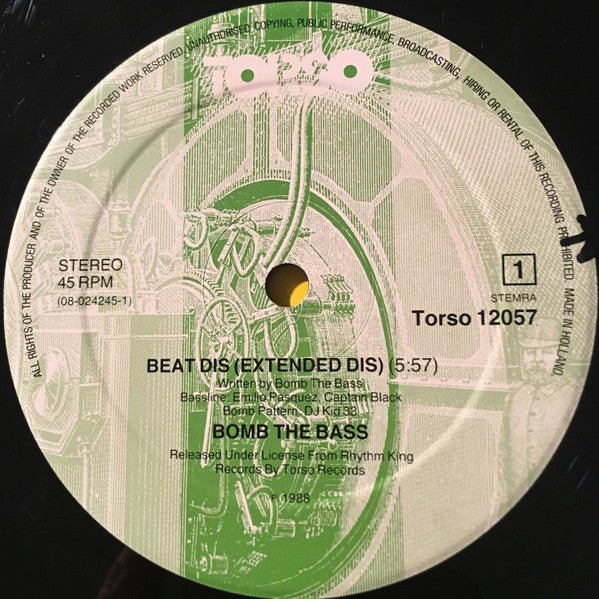 ALL RIGHTS OF THE PRODUCER AND OF THE OWNER OF THE RECORDED WORK RESERVED. UNAUTHORISED COPYING, PUBLIC PERFORMANCE, BROADCASTING, HIRING OR RENTAL OF THIS RECORDING PROHIBITED. MADE IN HOLLAND
TORSO
STEREO
45 RPM
(08-024245-1)
1
STEMRA
Torso 12057
BEAT DIS (EXTENDED DIS) (5:57)
Written by Bomb The Bass
Bassline: Emilio Pasquez, Captain Black
Bomb Pattern: DJ Kid 33
BOMB THE BASS
Released Under License From Rhythm King
Records By Torso Records
℗ 1988